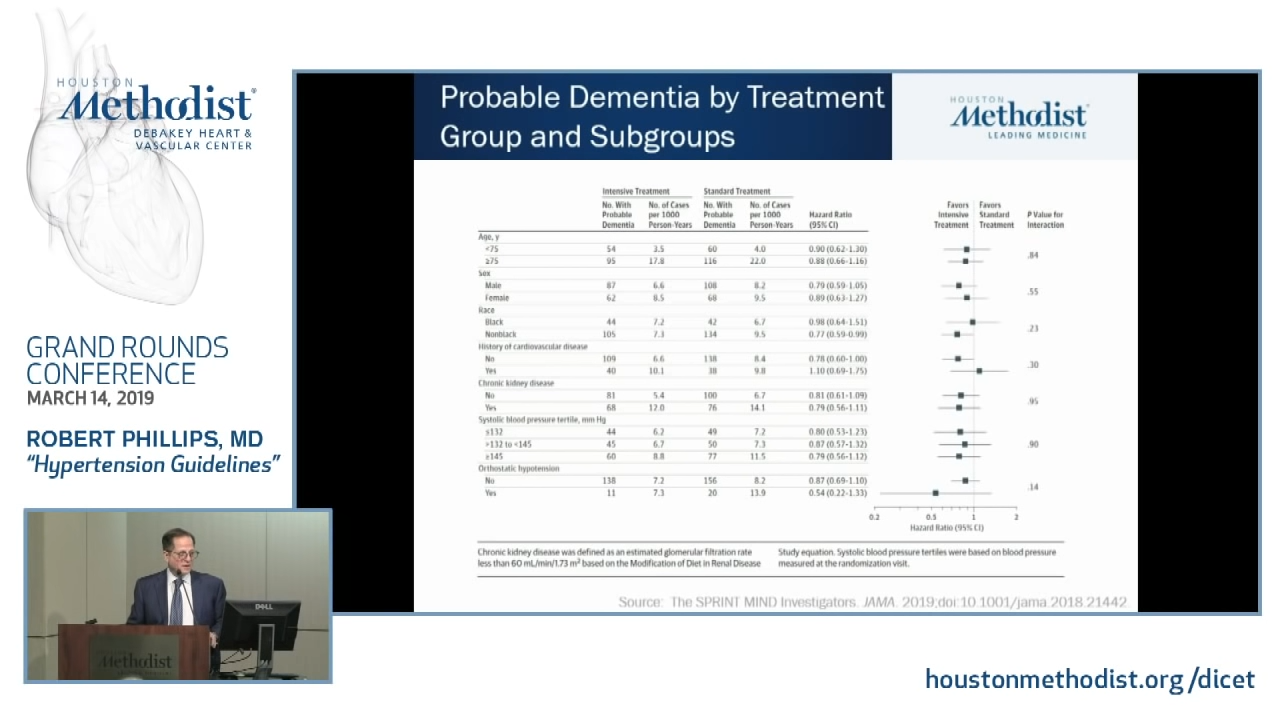 HOUSTON
Methodist®
DEBAKEY HEART &
VASCULAR CENTER
GRAND ROUNDS
CONFERENCE
MARCH 14, 2019
ROBERT PHILLIPS, MD
“Hypertension Guidelines”
Probable Dementia by Treatment
Group and Subgroups
HOUSTON
Methodist
LEADING MEDICINE
Intensive Treatment Standard Treatment
No. With Probable Dementia No. of Cases per 1000 Person-Years No. With Probable Dementia No. of Cases per 1000 Person-Years Hazard Ratio (95% CI) Favors Intensive Treatment Favors Standard Treatment P Value for Interaction
Age, y
<75 54 3.5 60 4.0 0.90 (0.62-1.30)
≥75 95 17.8 116 22.0 0.88 (0.66-1.16)
.84
Sex
Male 87 6.6 108 8.2 0.79 (0.59-1.05)
Female 62 8.5 68 9.5 0.89 (0.63-1.27)
.55
Race
Black 44 7.2 42 6.7 0.98 (0.64-1.51)
Nonblack 105 7.3 134 9.5 0.77 (0.59-0.99)
.23
History of cardiovascular disease
No 109 6.6 138 8.4 0.78 (0.60-1.00)
Yes 40 10.1 38 9.8 1.10 (0.69-1.75)
.30
Chronic kidney disease
No 81 5.4 100 6.7 0.81 (0.61-1.09)
Yes 68 12.0 76 14.1 0.79 (0.56-1.11)
.95
Systolic blood pressure tertile, mm Hg
≤132 44 6.2 49 7.2 0.80 (0.53-1.23)
>132 to <145 45 6.7 50 7.3 0.87 (0.57-1.32)
≥145 60 8.8 77 11.5 0.79 (0.56-1.12)
.90
Orthostatic hypotension
No 138 7.2 156 8.2 0.87 (0.69-1.10)
Yes 11 7.3 20 13.9 0.54 (0.22-1.33)
.14
0.2 0.5 1 2
Hazard Ratio (95% CI)
Chronic kidney disease was defined as an estimated glomerular filtration rate
less than 60 mL/min/1.73 m² based on the Modification of Diet in Renal Disease
Study equation. Systolic blood pressure tertiles were based on blood pressure
measured at the randomization visit.
Source: The SPRINT MIND Investigators. JAMA. 2019;doi:10.1001/jama.2018.21442.
DELL
Methodist
houstonmethodist.org/dicet